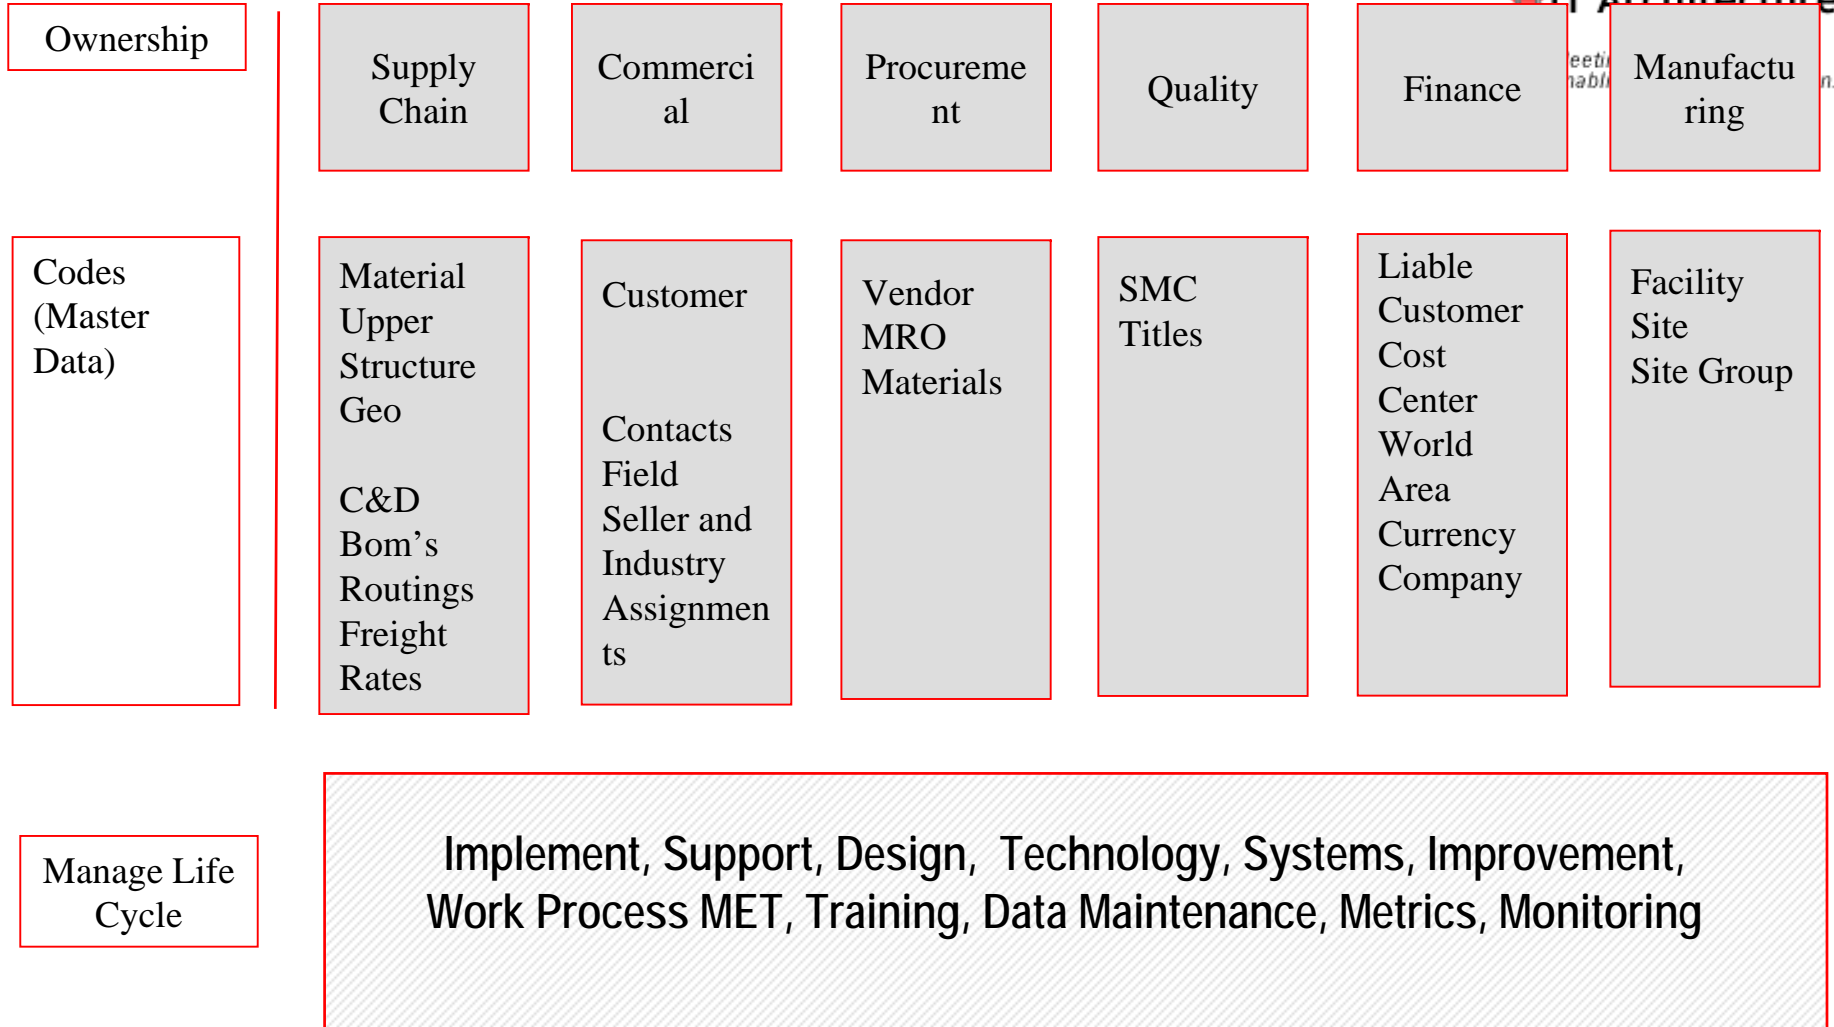 Ownership
Supply
Chain
Commerci
al
Procureme
nt
Quality
Finance
Manufactu
ring
Codes
(Master
Data)
Material
Upper
Structure
Geo
C&D
Bom’s
Routings
Freight
Rates
Customer
Contacts
Field
Seller and
Industry
Assignmen
ts
Vendor
MRO
Materials
SMC
Titles
Liable
Customer
Cost
Center
World
Area
Currency
Company
Facility
Site
Site Group
Manage Life
Cycle
Implement, Support, Design, Technology, Systems, Improvement,
Work Process MET, Training, Data Maintenance, Metrics, Monitoring